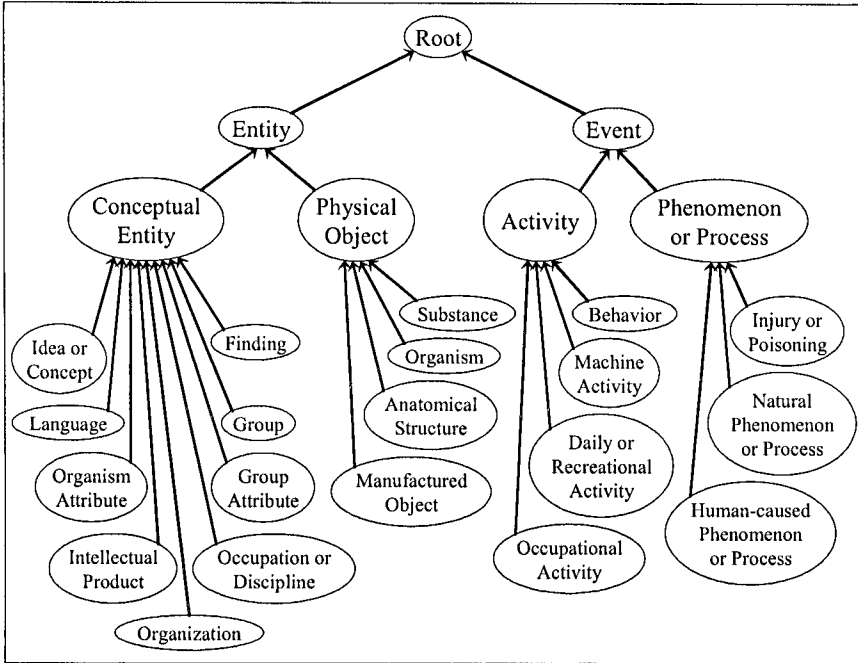 Root
Entity
Event
Conceptual
Entity
Physical
Object
Activity
Phenomenon
or Process
Idea or
Concept
Language
Organism
Attribute
Intellectual
Product
Organization
Finding
Group
Group
Attribute
Occupation or
Discipline
Substance
Organism
Anatomical
Structure
Manufactured
Object
Behavior
Machine
Activity
Daily or
Recreational
Activity
Occupational
Activity
Injury or
Poisoning
Natural
Phenomenon
or Process
Human-caused
Phenomenon
or Process